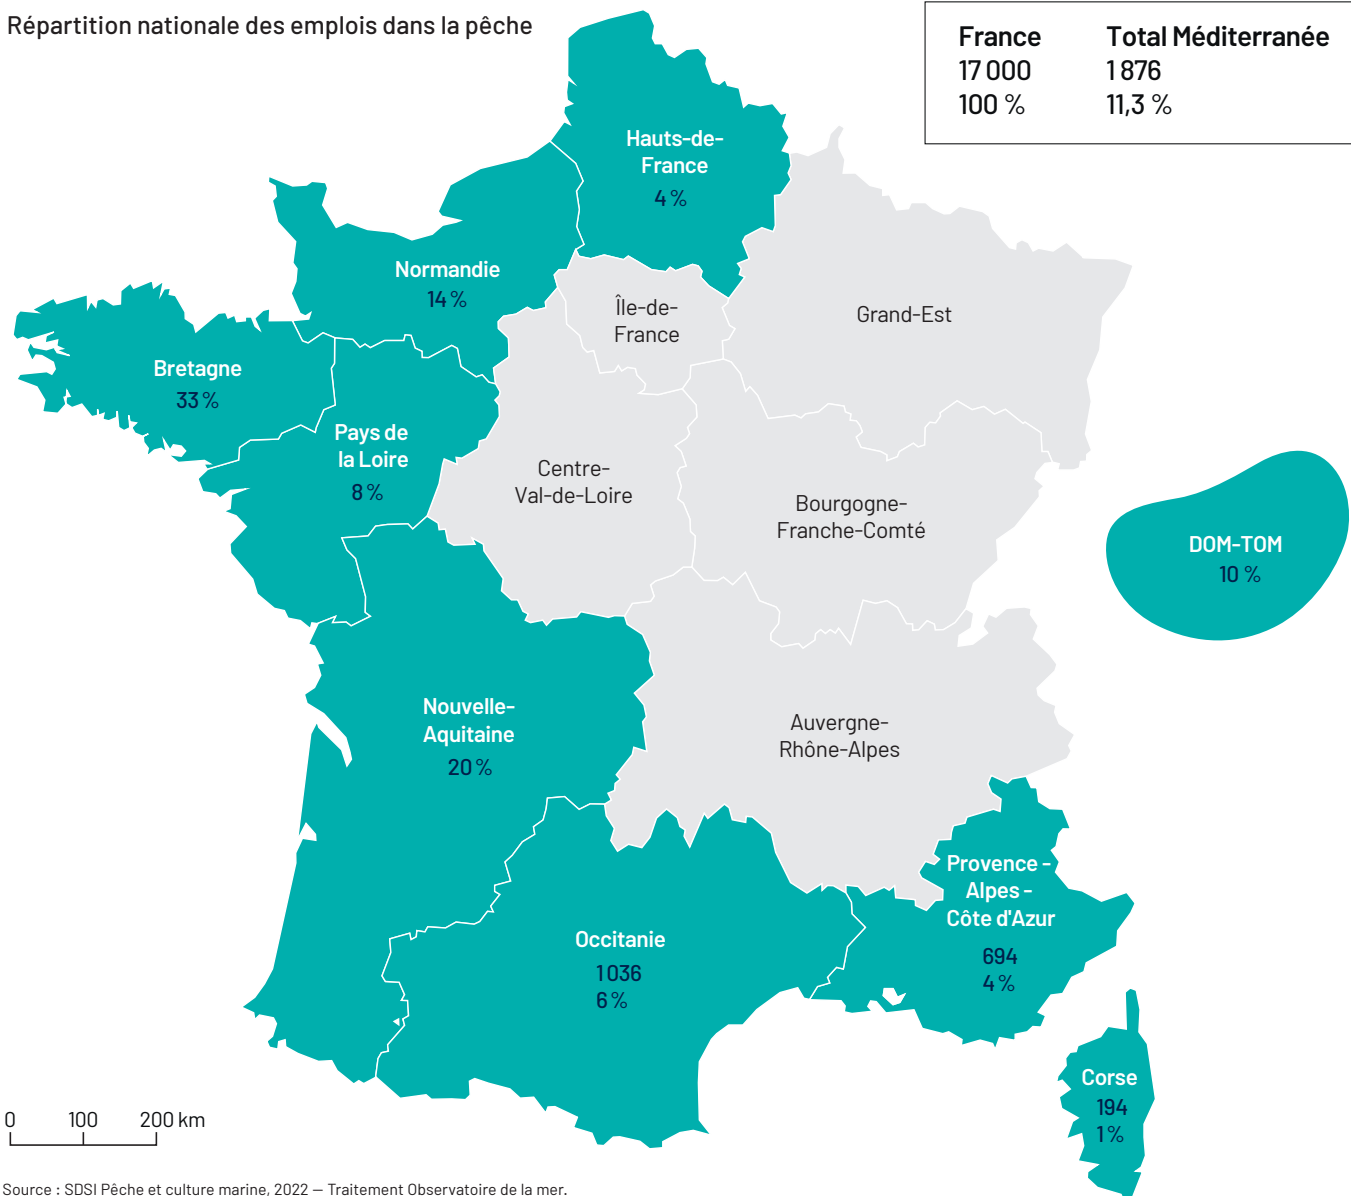 Répartition nationale des emplois dans la pêche
France Total Méditerranée
17 000 1 876
100 % 11,3 %
Hauts-de-
France
4 %
Normandie
14 %
Île-de-
France
Grand-Est
Bretagne
33 %
Pays de
la Loire
8 %
Centre-
Val-de-Loire
Bourgogne-
Franche-Comté
DOM-TOM
10 %
Nouvelle-
Aquitaine
20 %
Auvergne-
Rhône-Alpes
Provence -
Alpes -
Côte d'Azur
694
4 %
Occitanie
1 036
6 %
Corse
194
1 %
0 100 200 km
Source : SDSI Pêche et culture marine, 2022 — Traitement Observatoire de la mer.